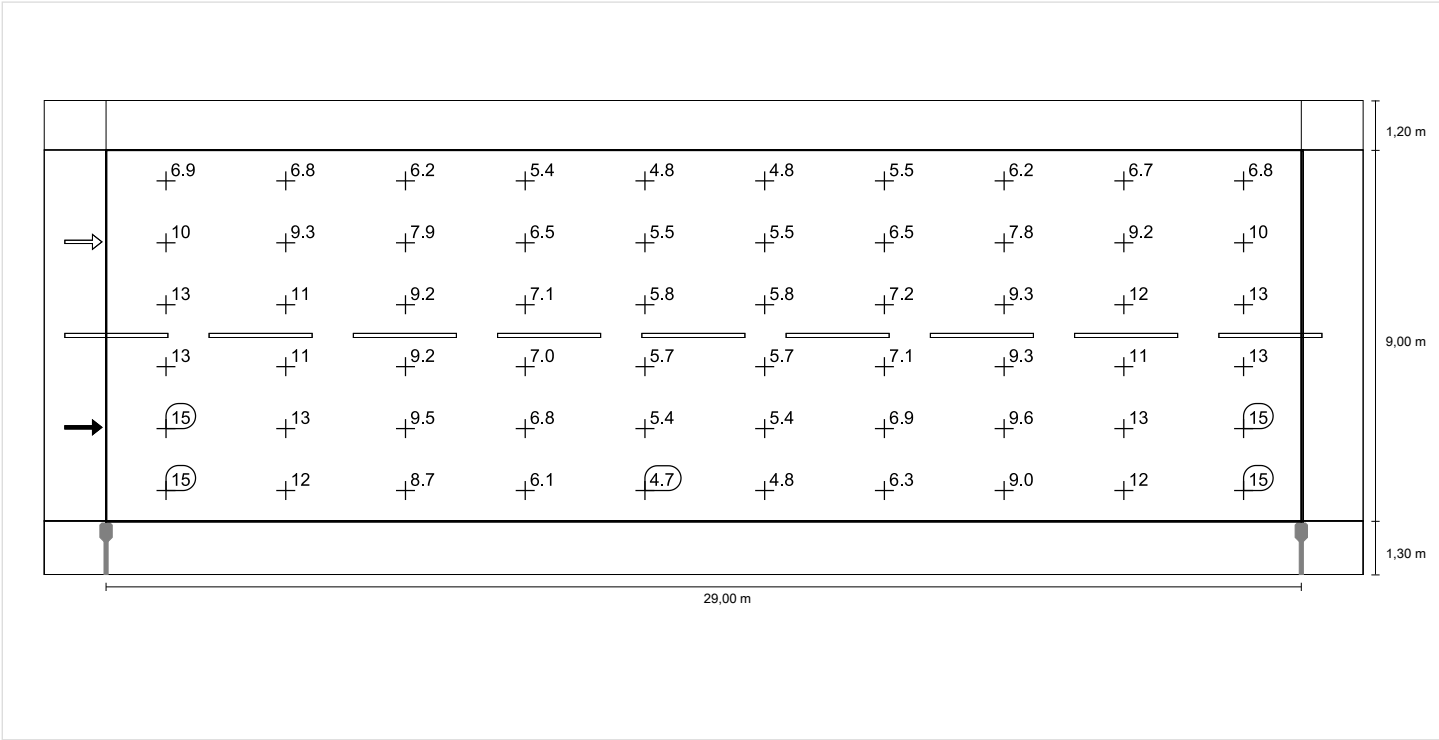 1,20 m
6.9 6.8 6.2 5.4 4.8 4.8 5.5 6.2 6.7 6.8
10 9.3 7.9 6.5 5.5 5.5 6.5 7.8 9.2 10
13 11 9.2 7.1 5.8 5.8 7.2 9.3 12 13
9,00 m
13 11 9.2 7.0 5.7 5.7 7.1 9.3 11 13
15 13 9.5 6.8 5.4 5.4 6.9 9.6 13 15
15 12 8.7 6.1 4.7 4.8 6.3 9.0 12 15
1,30 m
29,00 m